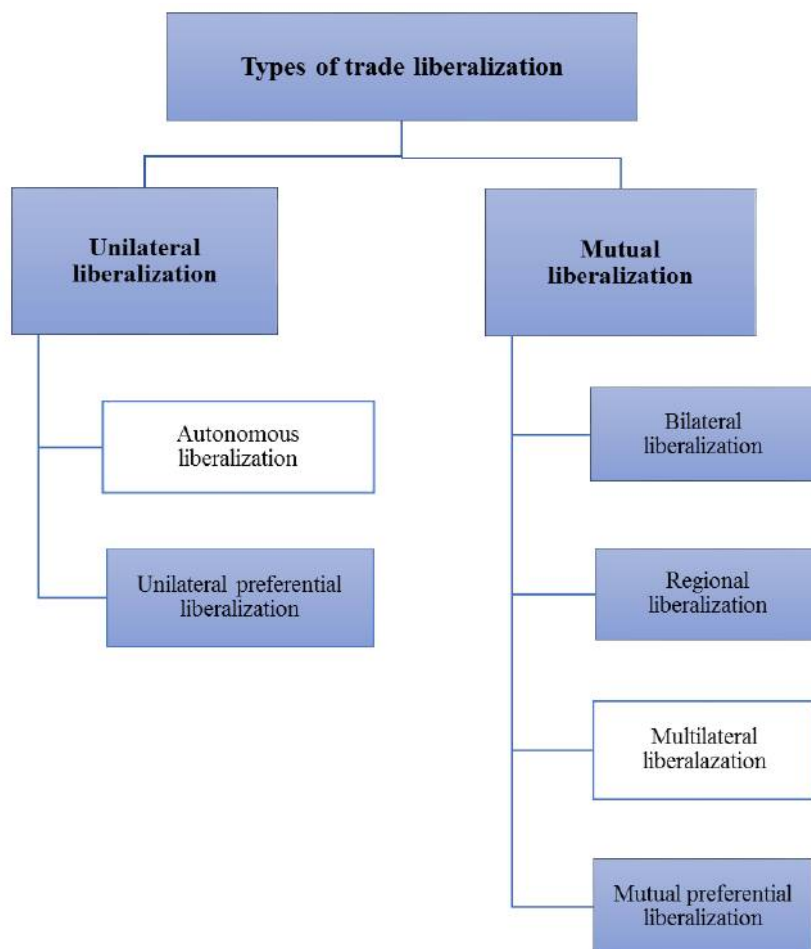 Types of trade liberalization
Unilateral
liberalization
Mutual
liberalization
Autonomous
liberalization
Unilateral preferential
liberalization
Bilateral
liberalization
Regional
liberalization
Multilateral
liberalazation
Mutual preferential
liberalization